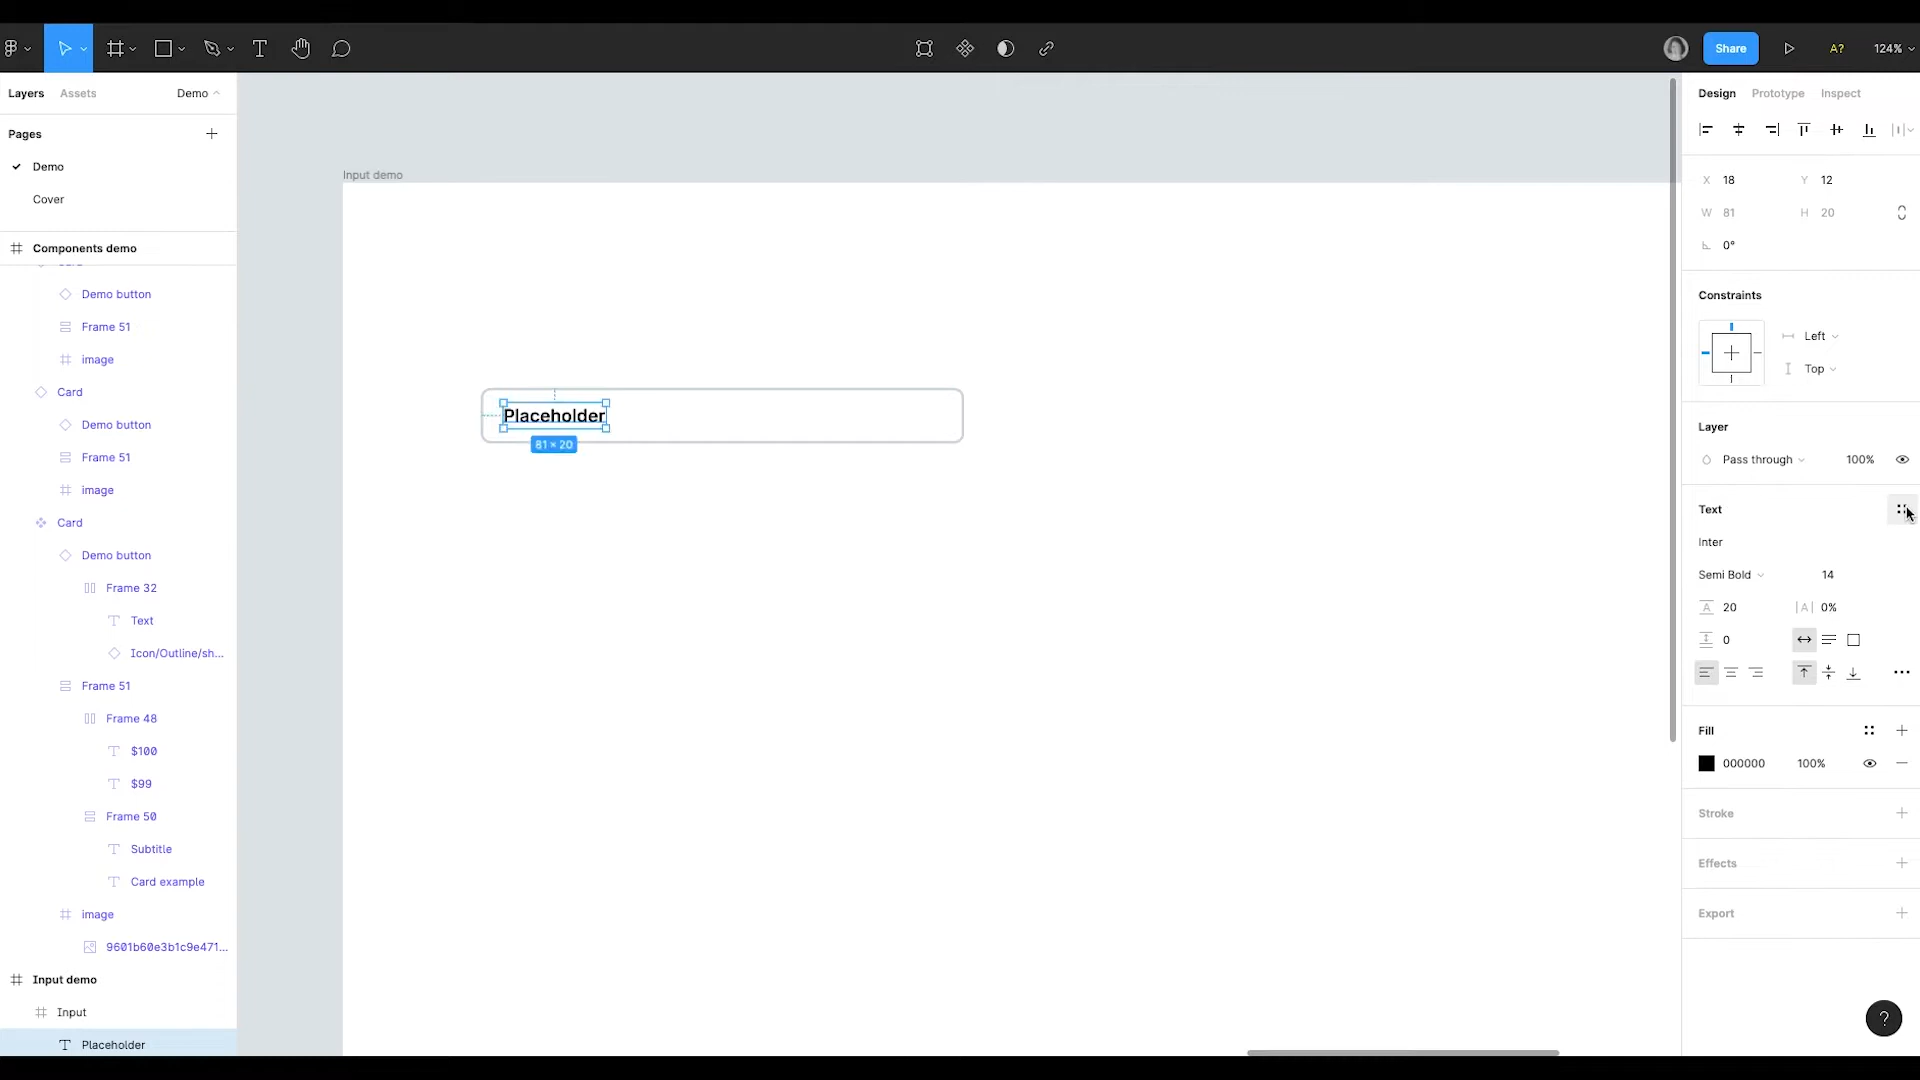 Share
A?
124%
Layers
Assets
Demo
Pages
Demo
Cover
Components demo
Demo button
Frame 51
image
Card
Demo button
Frame 51
image
Card
Demo button
Frame 32
Text
Icon/Outline/sh...
Frame 51
Frame 48
$100
$99
Frame 50
Subtitle
Card example
image
9601b60e3b1c9e471...
Input demo
Input
Placeholder
Input demo
Placeholder
81 × 20
Design
Prototype
Inspect
X 18
Y 12
W 81
H 20
0°
Constraints
Left
Top
Layer
Pass through
100%
Text
Inter
Semi Bold
14
A 20
|A| 0%
0
Fill
000000
100%
Stroke
Effects
Export
?